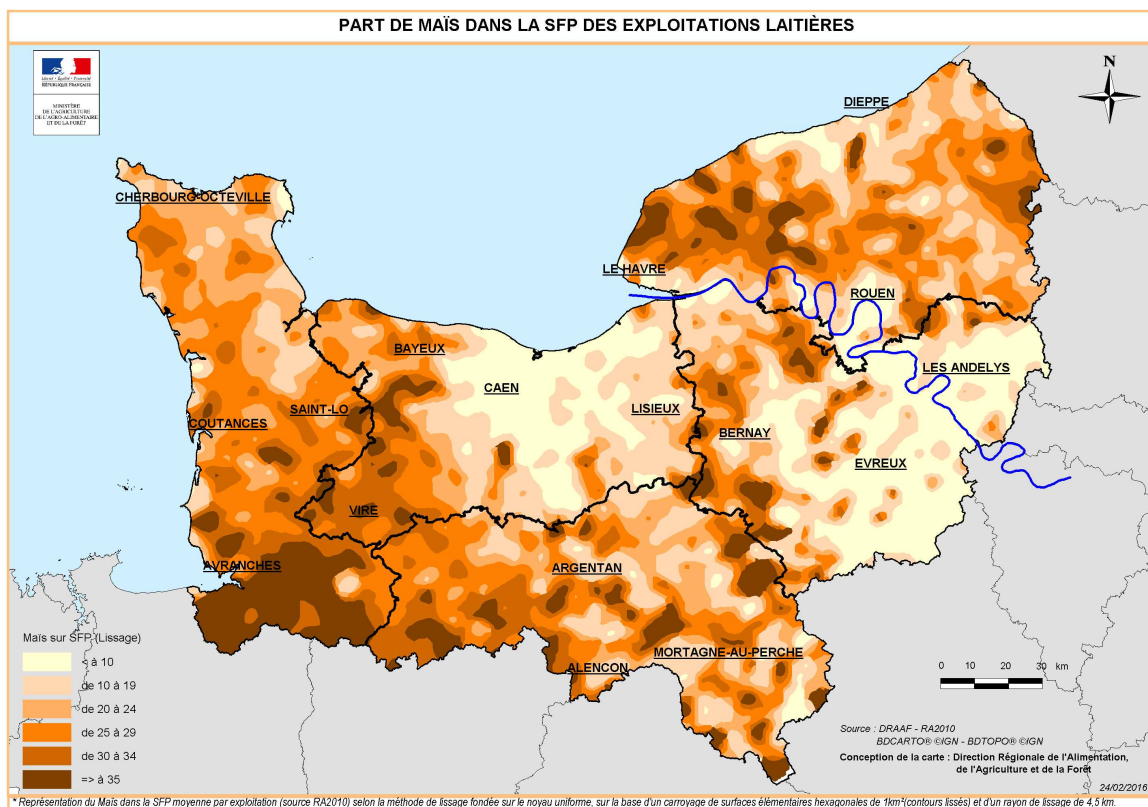 PART DE MAÏS DANS LA SFP DES EXPLOITATIONS LAITIÈRES
Liberté • Égalité • Fraternité
RÉPUBLIQUE FRANÇAISE
MINISTÈRE
DE L'AGRICULTURE
DE L'AGRO-ALIMENTAIRE
ET DE LA FORÊT
N
DIEPPE
CHERBOURG-OCTEVILLE
LE HAVRE
ROUEN
BAYEUX
LES ANDELYS
CAEN
SAINT-LO
LISIEUX
COUTANCES
BERNAY
EVREUX
VIRE
AVRANCHES
ARGENTAN
MORTAGNE-AU-PERCHE
ALENCON
Maïs sur SFP (Lissage)
< à 10
de 10 à 19
de 20 à 24
de 25 à 29
de 30 à 34
=> à 35
0 10 20 30 km
Source : DRAAF - RA2010
BDCARTO® ©IGN - BDTOPO® ©IGN
Conception de la carte : Direction Régionale de l'Alimentation,
de l'Agriculture et de la Forêt
24/02/2016
* Représentation du Maïs dans la SFP moyenne par exploitation (source RA2010) selon la méthode de lissage fondée sur le noyau uniforme, sur la base d'un carroyage de surfaces élémentaires hexagonales de 1km² (contours lissés) et d'un rayon de lissage de 4,5 km.